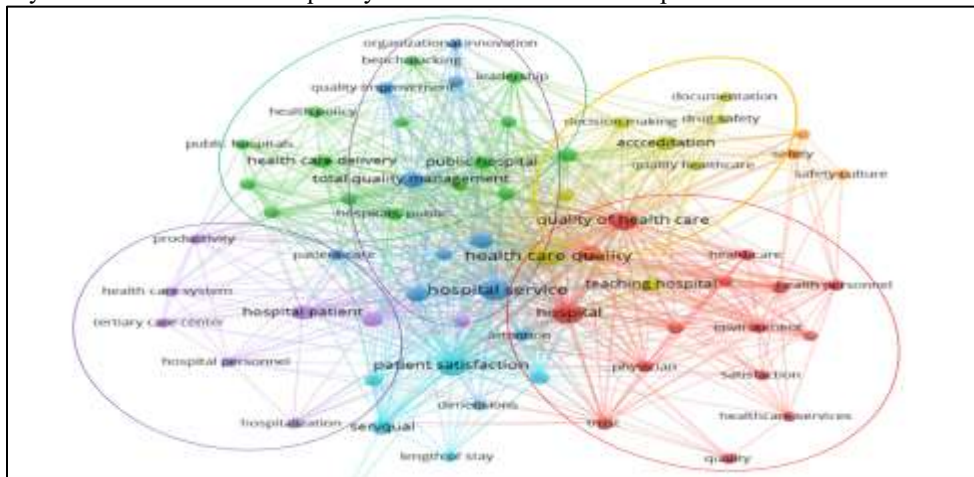 organizational innovation
benchmarking
leadership
quality improvement
documentation
health policy
decision making
drug safety
public hospitals
accreditation
health care delivery
public hospital
safety
quality healthcare
total quality management
safety culture
hospitals, public
quality of health care
productivity
patient care
health care quality
healthcare
teaching hospital
health personnel
health care system
hospital service
hospital patient
hospital
tertiary care center
environment
attention
hospital personnel
patient satisfaction
physician
satisfaction
dimensions
hospitalization
servqual
trust
healthcare services
length of stay
quality